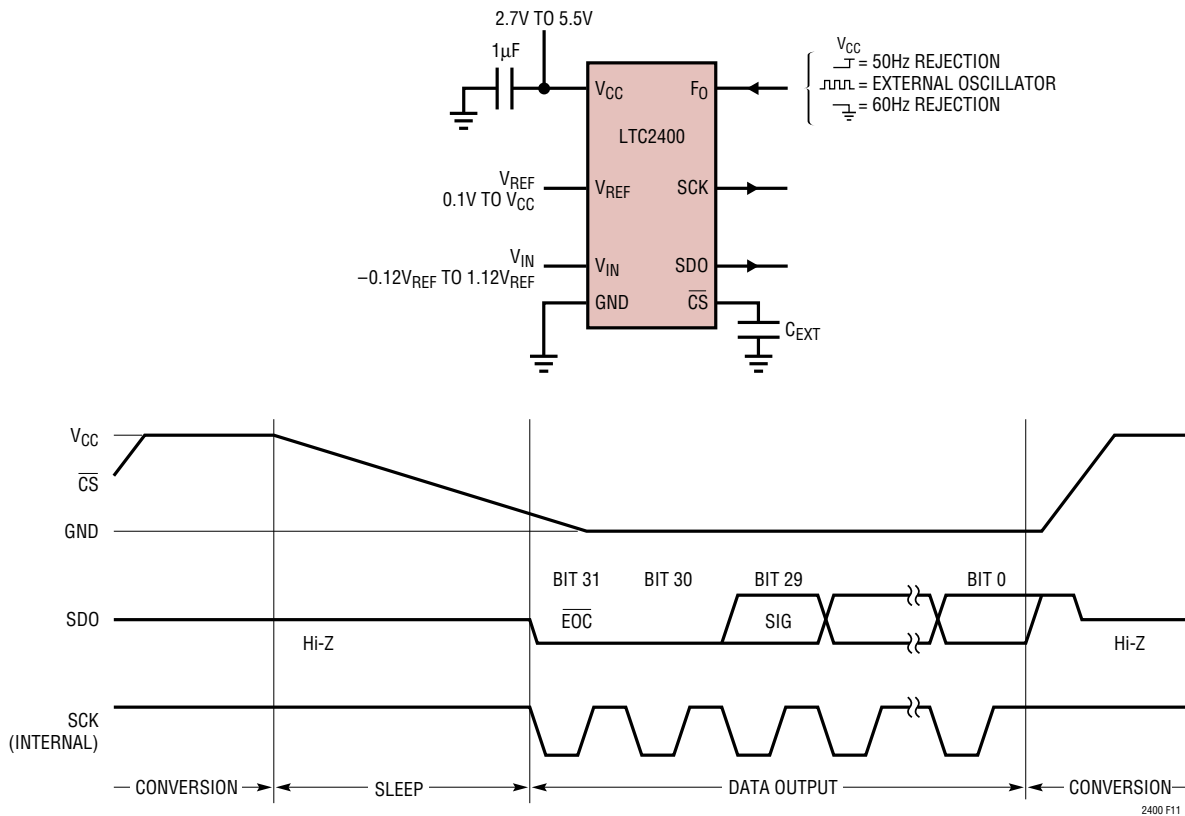 2.7V TO 5.5V
1µF
VCC
FO
LTC2400
VREF
0.1V TO VCC
VREF
SCK
VIN
−0.12VREF TO 1.12VREF
VIN
SDO
GND
CS
CEXT
VCC
= 50Hz REJECTION
= EXTERNAL OSCILLATOR
= 60Hz REJECTION
VCC
CS
GND
BIT 31
BIT 30
BIT 29
BIT 0
SDO
EOC
SIG
Hi-Z
Hi-Z
SCK
(INTERNAL)
CONVERSION
SLEEP
DATA OUTPUT
CONVERSION
2400 F11